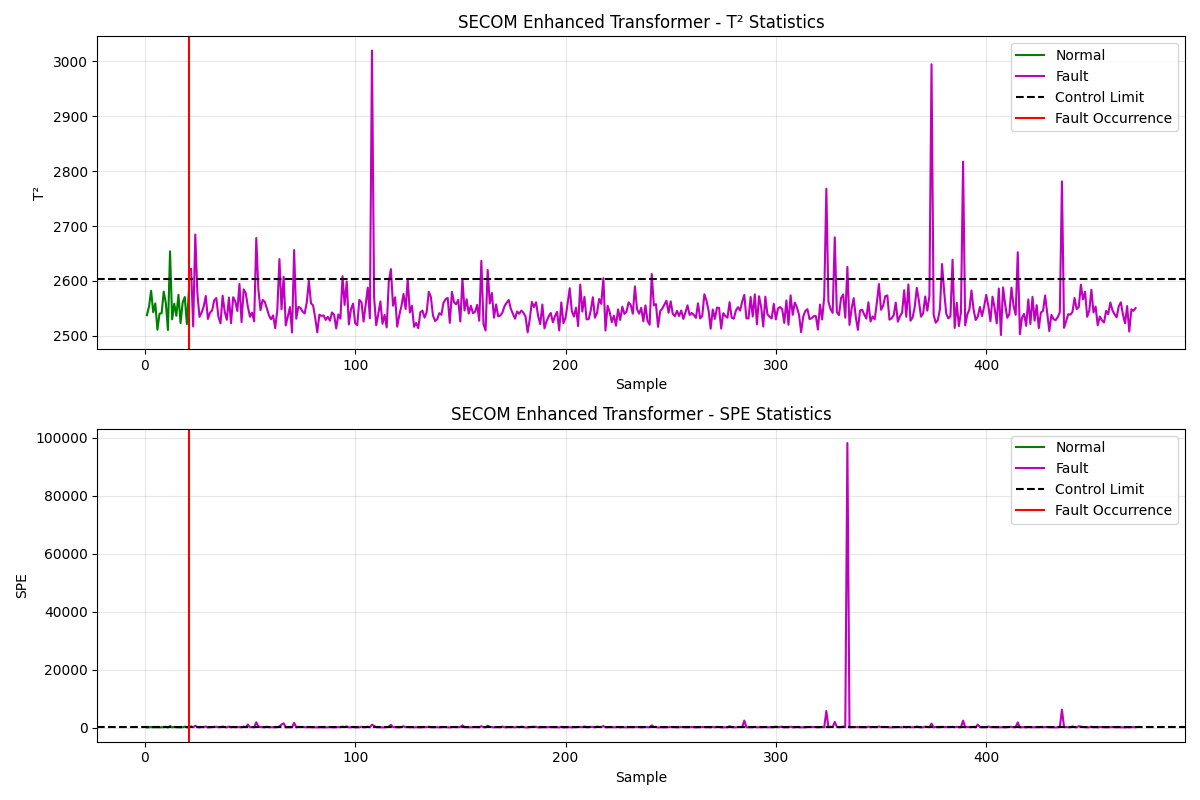 SECOM Enhanced Transformer - T² Statistics
3000
2900
2800
2700
2600
2500
T²
Normal
Fault
Control Limit
Fault Occurrence
0 100 200 300 400
Sample
SECOM Enhanced Transformer - SPE Statistics
100000
80000
60000
40000
20000
0
SPE
Normal
Fault
Control Limit
Fault Occurrence
0 100 200 300 400
Sample